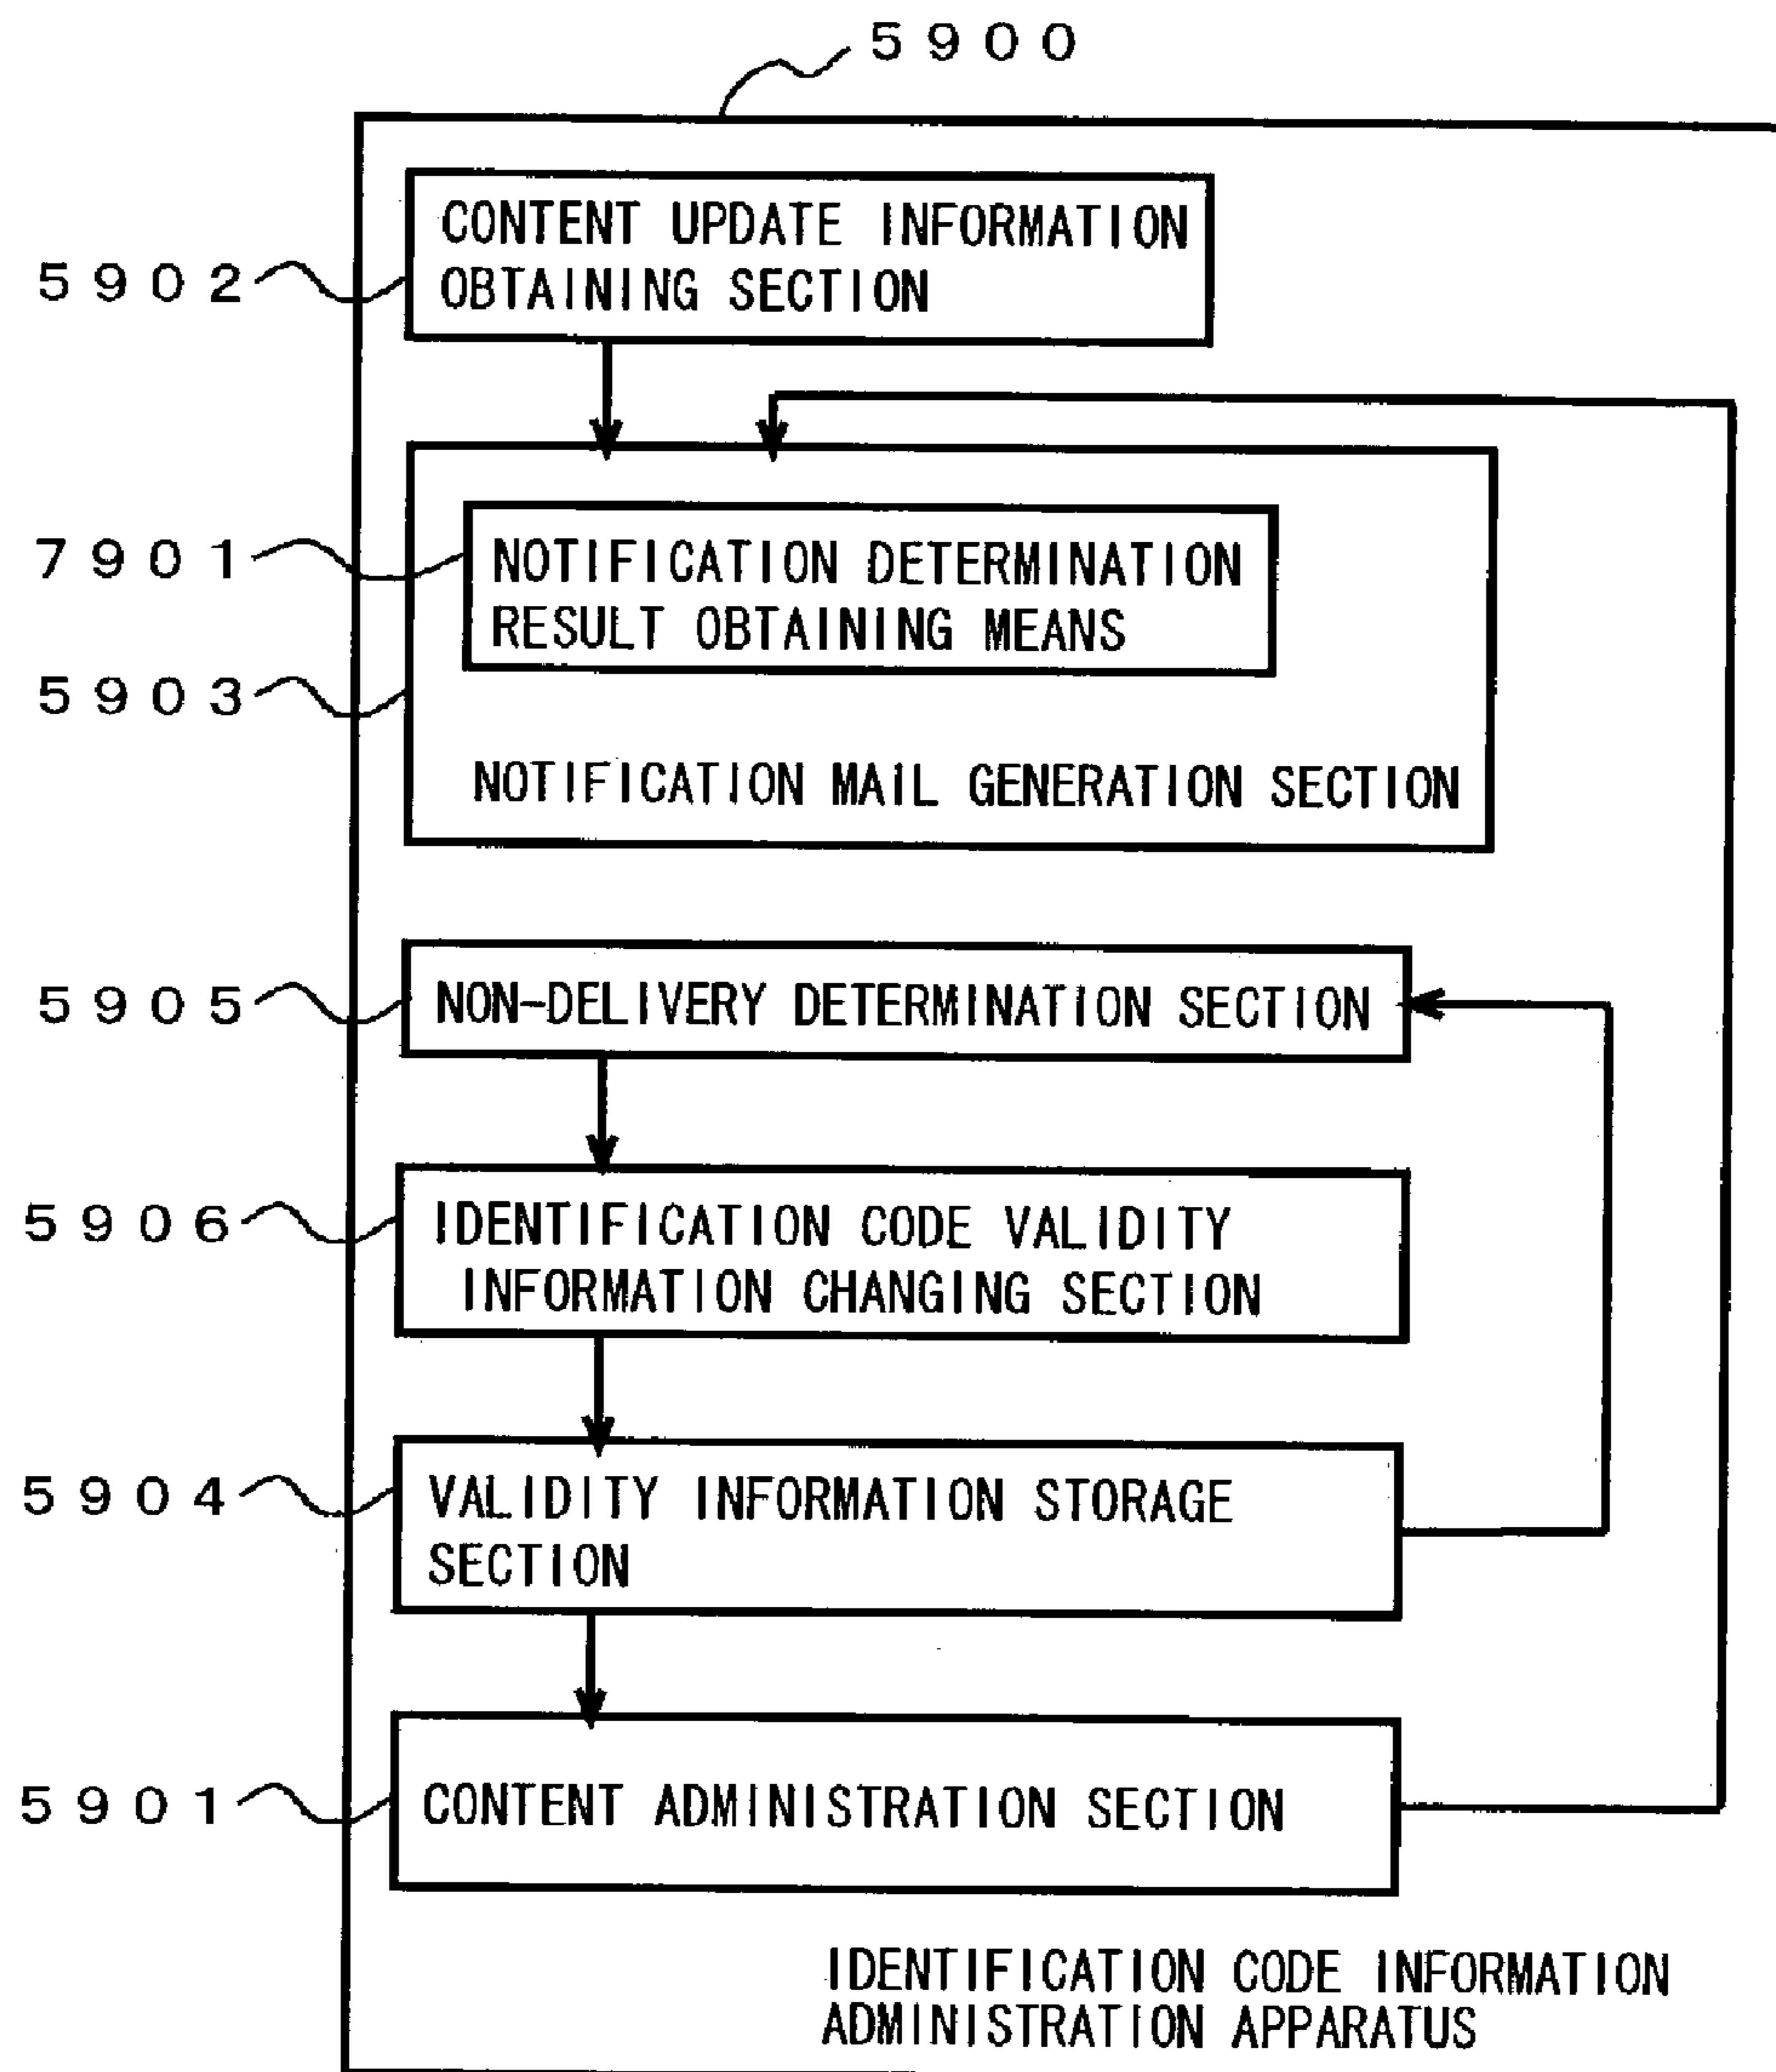 5900
CONTENT UPDATE INFORMATION
OBTAINING SECTION
5902
NOTIFICATION DETERMINATION
RESULT OBTAINING MEANS
7901
5903
NOTIFICATION MAIL GENERATION SECTION
5905
NON-DELIVERY DETERMINATION SECTION
5906
IDENTIFICATION CODE VALIDITY
INFORMATION CHANGING SECTION
5904
VALIDITY INFORMATION STORAGE
SECTION
5901
CONTENT ADMINISTRATION SECTION
IDENTIFICATION CODE INFORMATION
ADMINISTRATION APPARATUS